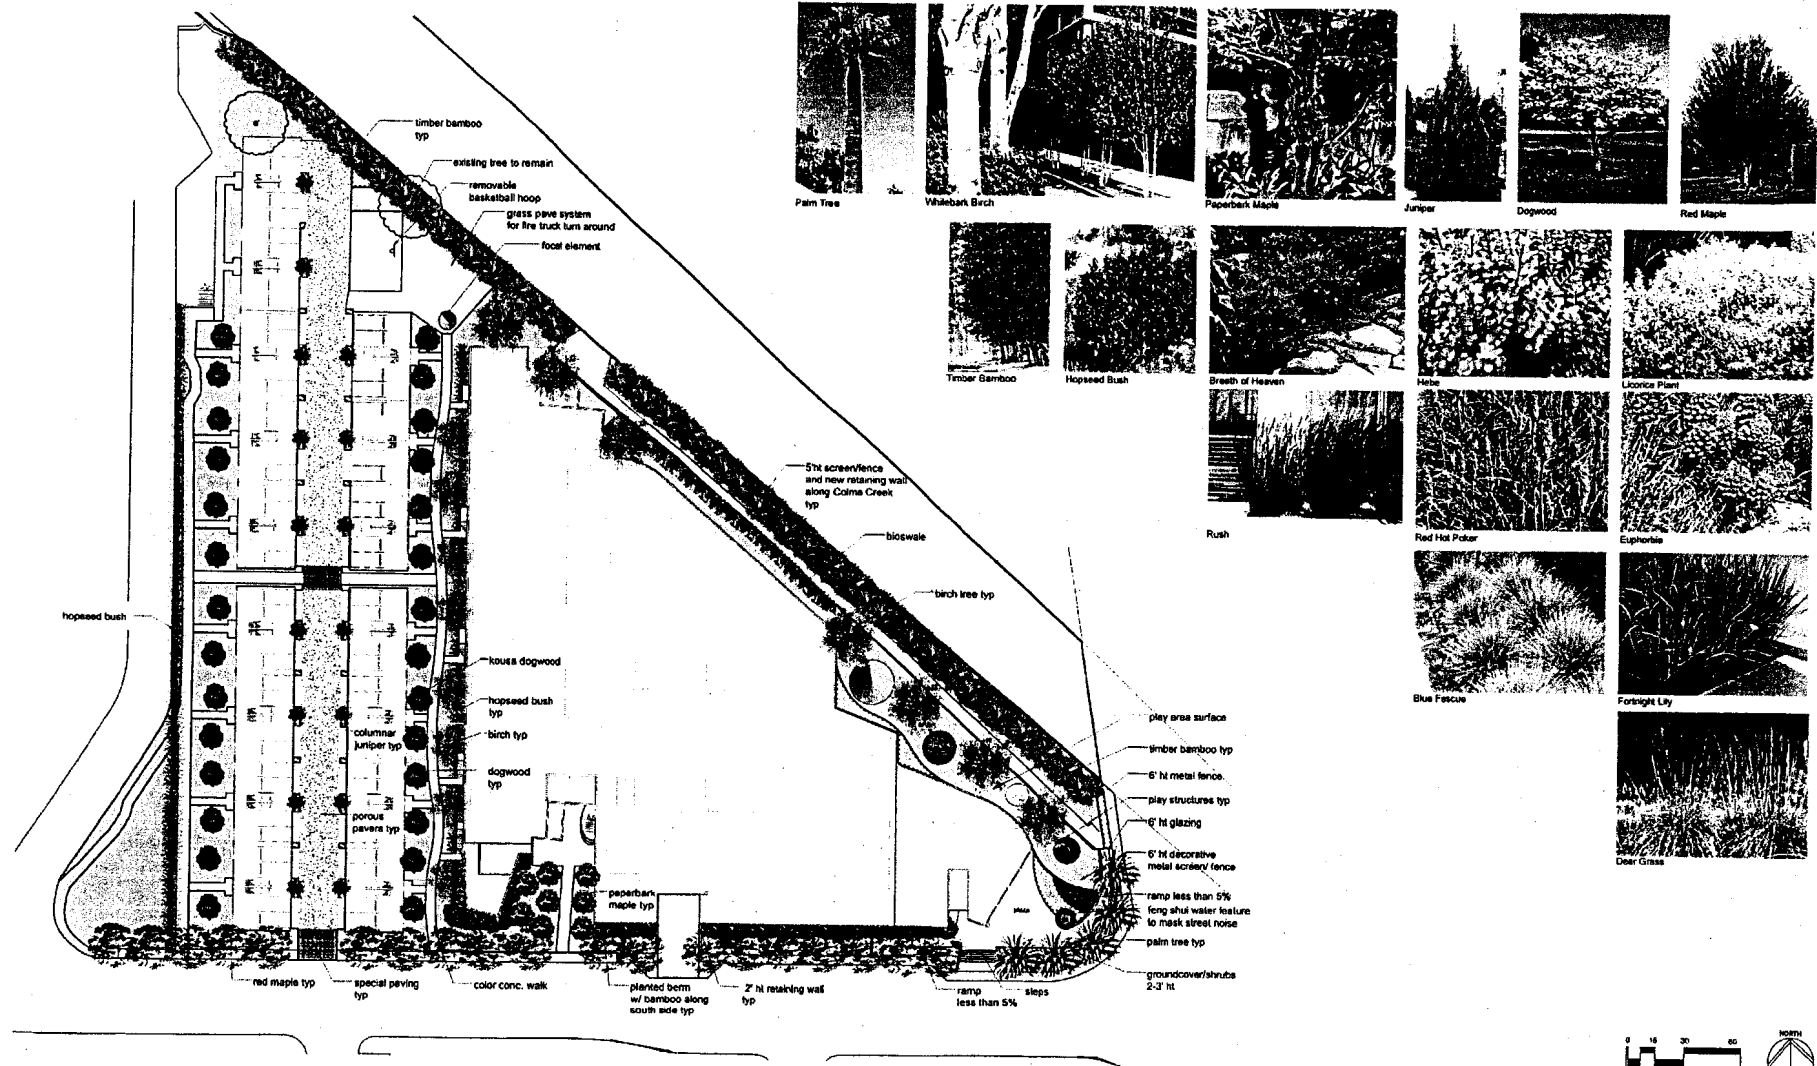 timber bamboo
typ
existing tree to remain
removable
basketball hoop
grass pave system
for fire truck turn around
focal element
5'ht screen/fence
and new retaining wall
along Colma Creek
typ
bioswale
birch tree typ
hopseed bush
kousa dogwood
hopseed bush
typ
birch typ
columnar
juniper typ
dogwood
typ
porous
pavers typ
paperbark
maple typ
play area surface
timber bamboo typ
6' ht metal fence
play structures typ
6' ht glazing
6' ht decorative
metal screen/ fence
ramp less than 5%
feng shui water feature
to mask street noise
palm tree typ
groundcover/shrubs
2-3' ht
red maple typ
special paving
typ
color conc. walk
planted berm
w/ bamboo along
south side typ
2' ht retaining wall
typ
ramp
less than 5%
steps
Palm Tree
Whitebark Birch
Paperbark Maple
Juniper
Dogwood
Red Maple
Timber Bamboo
Hopseed Bush
Breath of Heaven
Hebe
Licorice Plant
Rush
Red Hot Poker
Euphorbia
Blue Fescue
Fortnight Lily
Deer Grass
0 15 30 60
NORTH